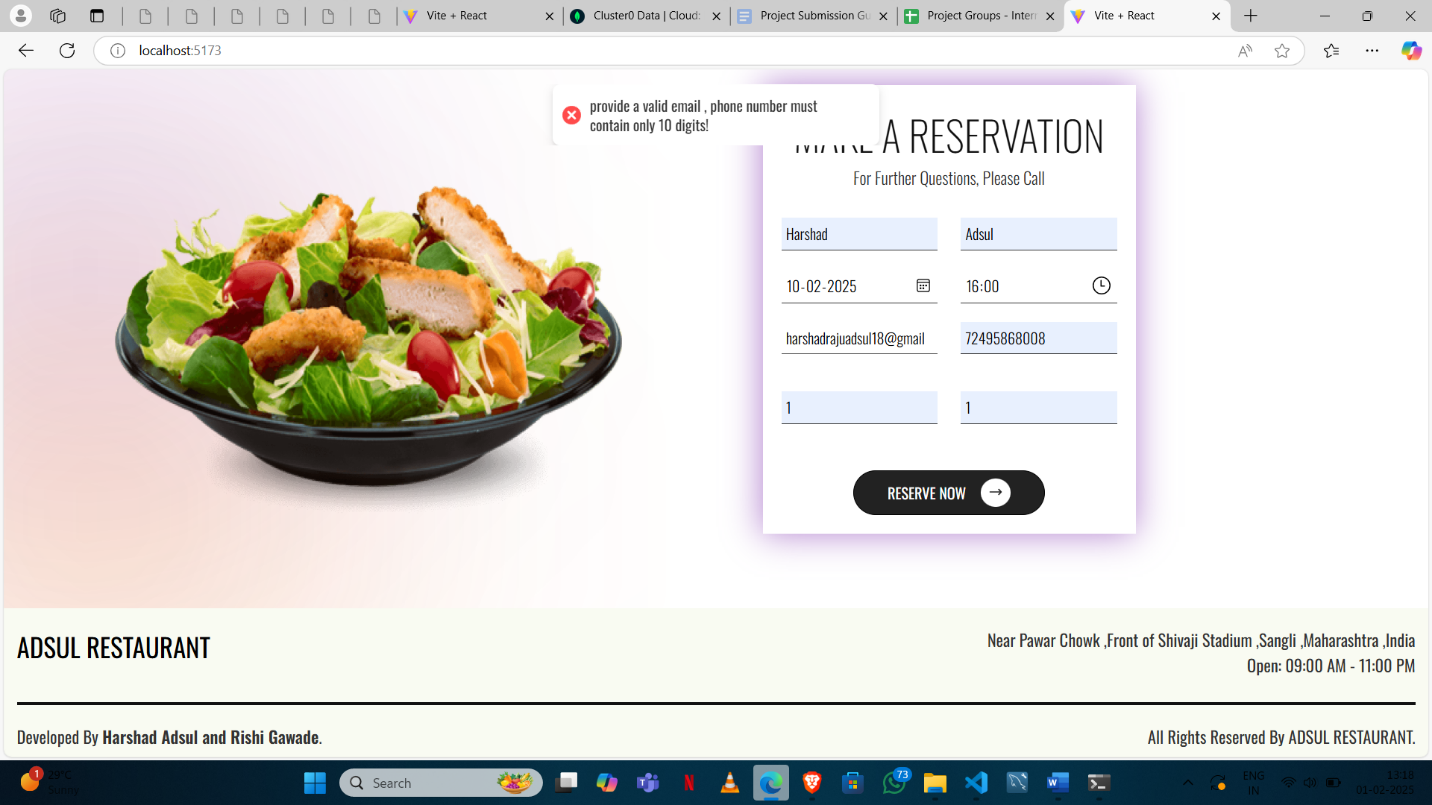 Vite + React
Cluster0 Data | Cloud:
Project Submission Gu
Project Groups - Intern
Vite + React
localhost:5173
provide a valid email , phone number must
contain only 10 digits!
MAKE A RESERVATION
For Further Questions, Please Call
Harshad
Adsul
10-02-2025
16:00
harshadrajuadsul18@gmail
72495868008
1
1
RESERVE NOW
ADSUL RESTAURANT
Near Pawar Chowk ,Front of Shivaji Stadium ,Sangli ,Maharashtra ,India
Open: 09:00 AM - 11:00 PM
Developed By Harshad Adsul and Rishi Gawade.
All Rights Reserved By ADSUL RESTAURANT.
1
29°C
Sunny
Search
73
ENG
IN
13:18
01-02-2025